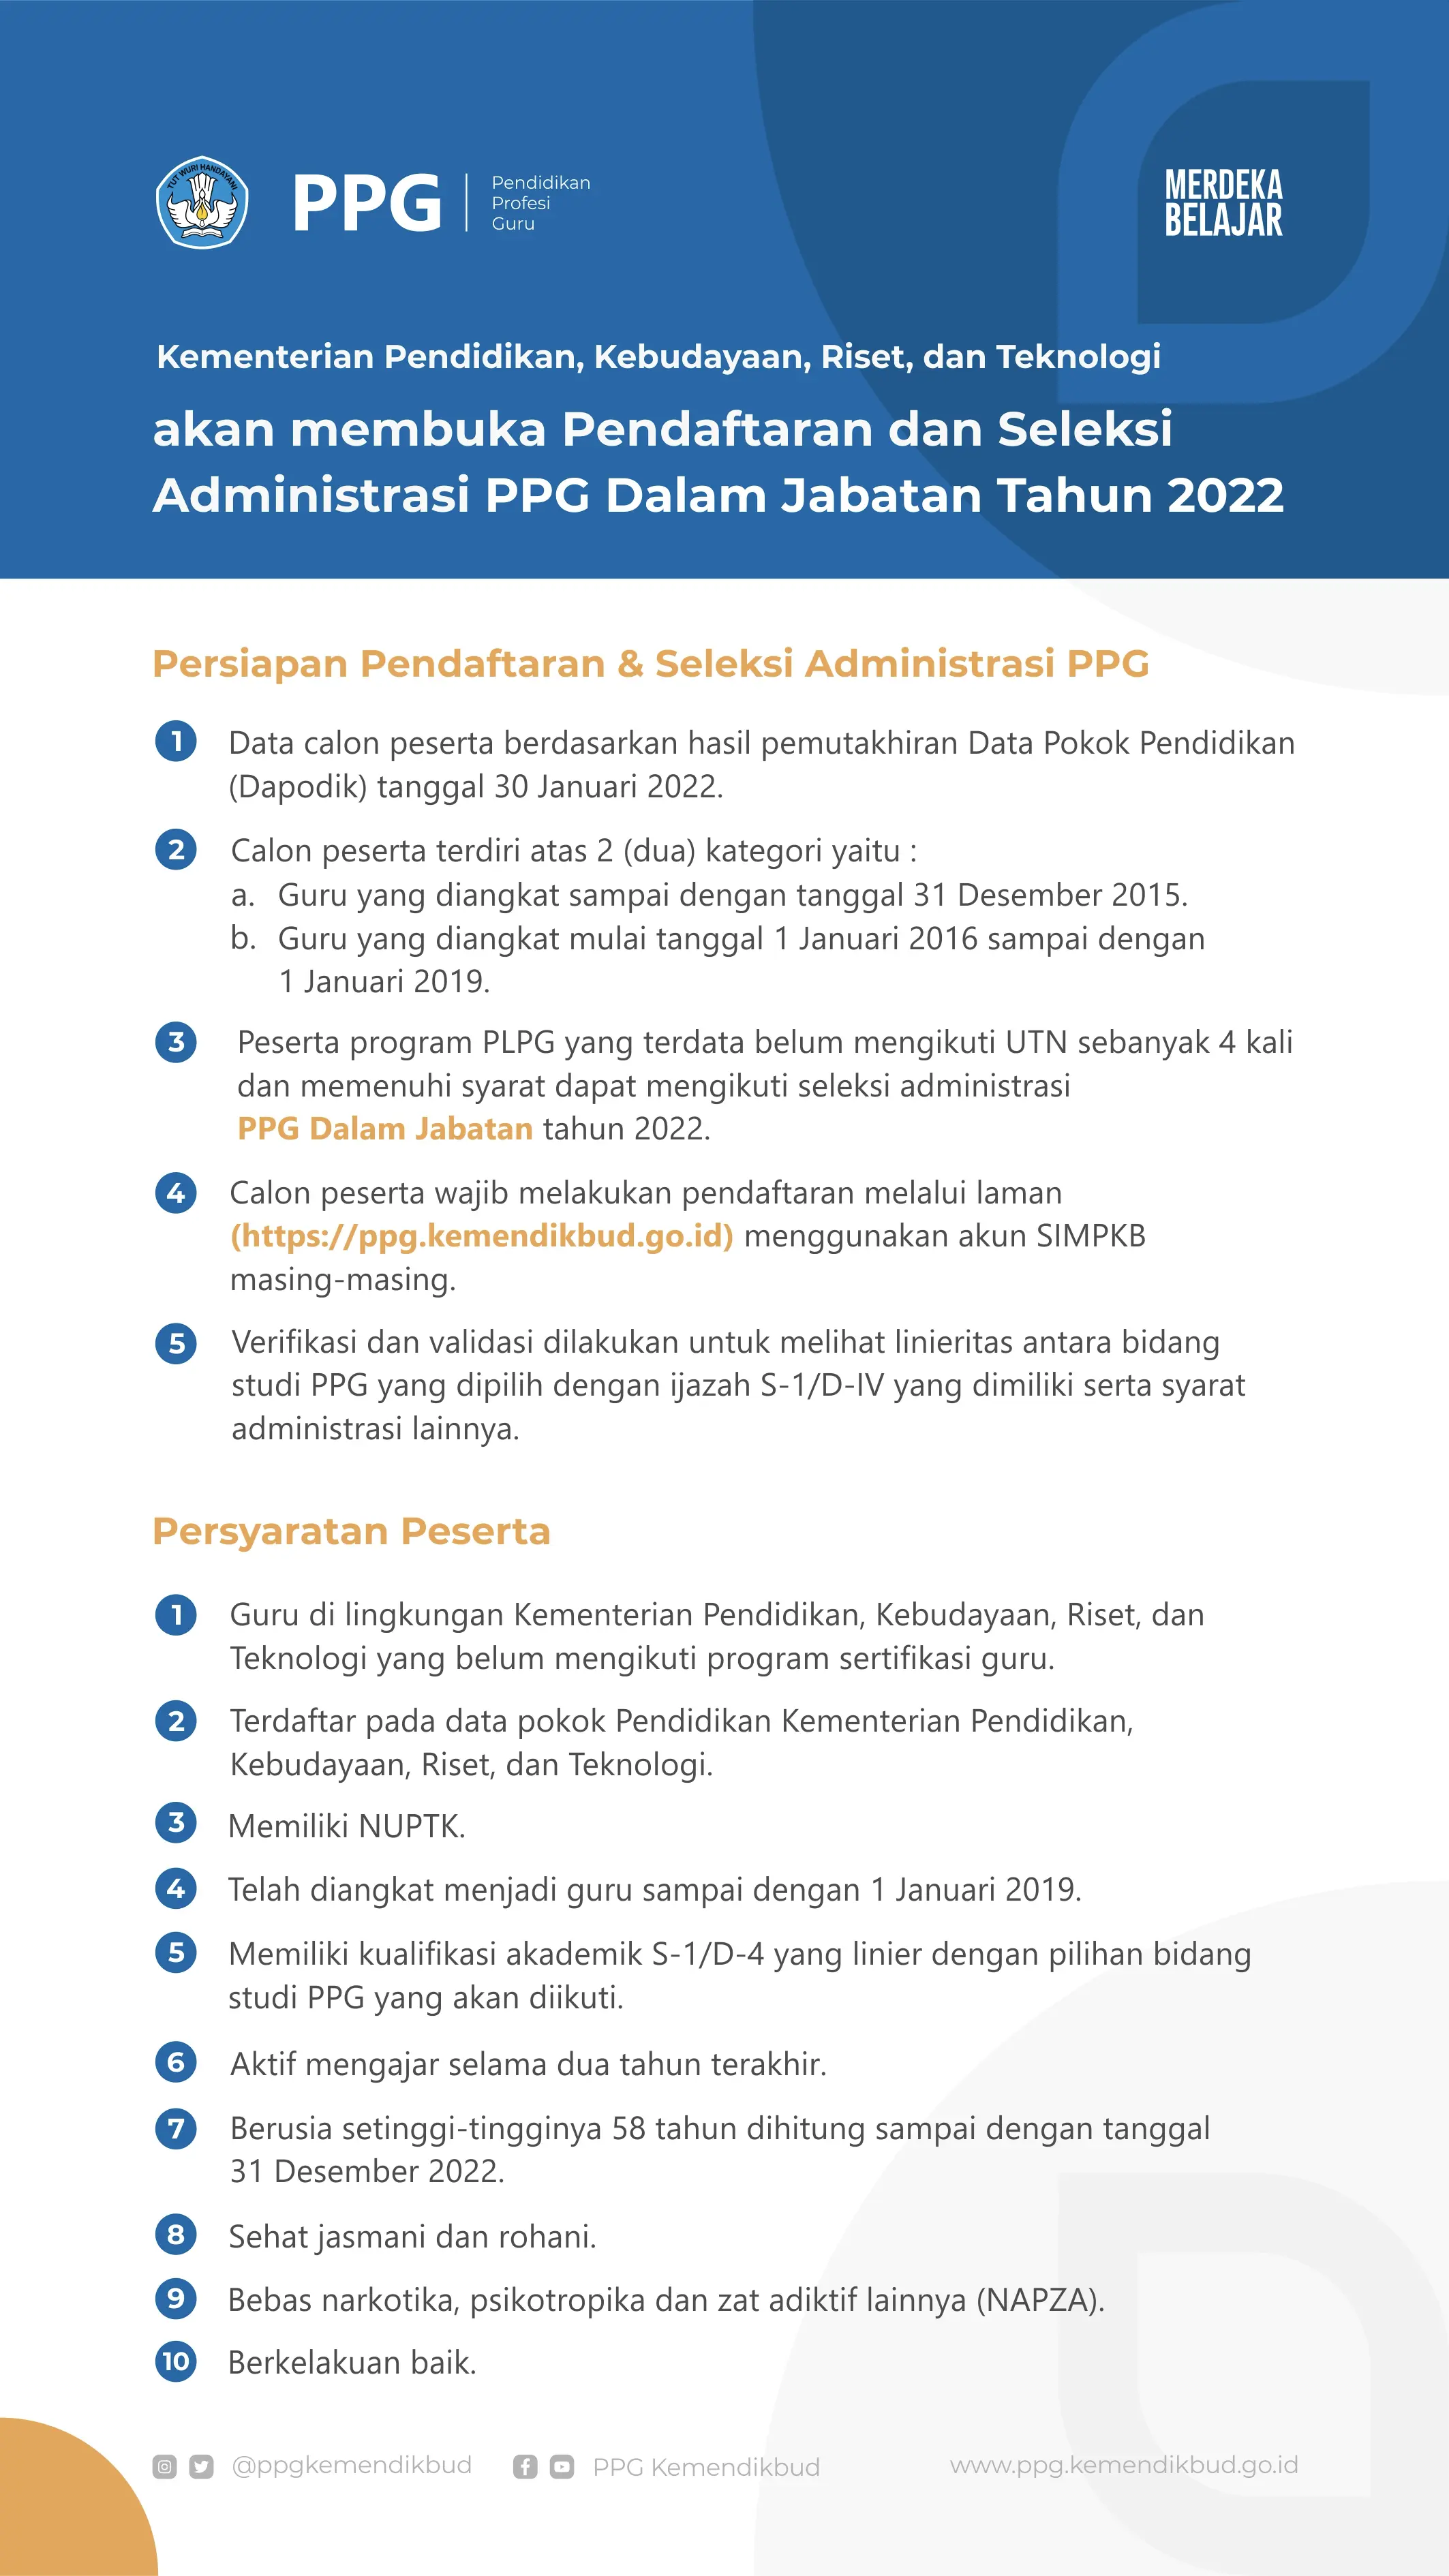 TUT WURI HANDAYANI
PPG
Pendidikan
Profesi
Guru
MERDEKA
BELAJAR
Kementerian Pendidikan, Kebudayaan, Riset, dan Teknologi
akan membuka Pendaftaran dan Seleksi
Administrasi PPG Dalam Jabatan Tahun 2022
Persiapan Pendaftaran & Seleksi Administrasi PPG
1 Data calon peserta berdasarkan hasil pemutakhiran Data Pokok Pendidikan
(Dapodik) tanggal 30 Januari 2022.
2 Calon peserta terdiri atas 2 (dua) kategori yaitu :
a. Guru yang diangkat sampai dengan tanggal 31 Desember 2015.
b. Guru yang diangkat mulai tanggal 1 Januari 2016 sampai dengan
1 Januari 2019.
3 Peserta program PLPG yang terdata belum mengikuti UTN sebanyak 4 kali
dan memenuhi syarat dapat mengikuti seleksi administrasi
PPG Dalam Jabatan tahun 2022.
4 Calon peserta wajib melakukan pendaftaran melalui laman
(https://ppg.kemendikbud.go.id) menggunakan akun SIMPKB
masing-masing.
5 Verifikasi dan validasi dilakukan untuk melihat linieritas antara bidang
studi PPG yang dipilih dengan ijazah S-1/D-IV yang dimiliki serta syarat
administrasi lainnya.
Persyaratan Peserta
1 Guru di lingkungan Kementerian Pendidikan, Kebudayaan, Riset, dan
Teknologi yang belum mengikuti program sertifikasi guru.
2 Terdaftar pada data pokok Pendidikan Kementerian Pendidikan,
Kebudayaan, Riset, dan Teknologi.
3 Memiliki NUPTK.
4 Telah diangkat menjadi guru sampai dengan 1 Januari 2019.
5 Memiliki kualifikasi akademik S-1/D-4 yang linier dengan pilihan bidang
studi PPG yang akan diikuti.
6 Aktif mengajar selama dua tahun terakhir.
7 Berusia setinggi-tingginya 58 tahun dihitung sampai dengan tanggal
31 Desember 2022.
8 Sehat jasmani dan rohani.
9 Bebas narkotika, psikotropika dan zat adiktif lainnya (NAPZA).
10 Berkelakuan baik.
@ppgkemendikbud PPG Kemendikbud www.ppg.kemendikbud.go.id